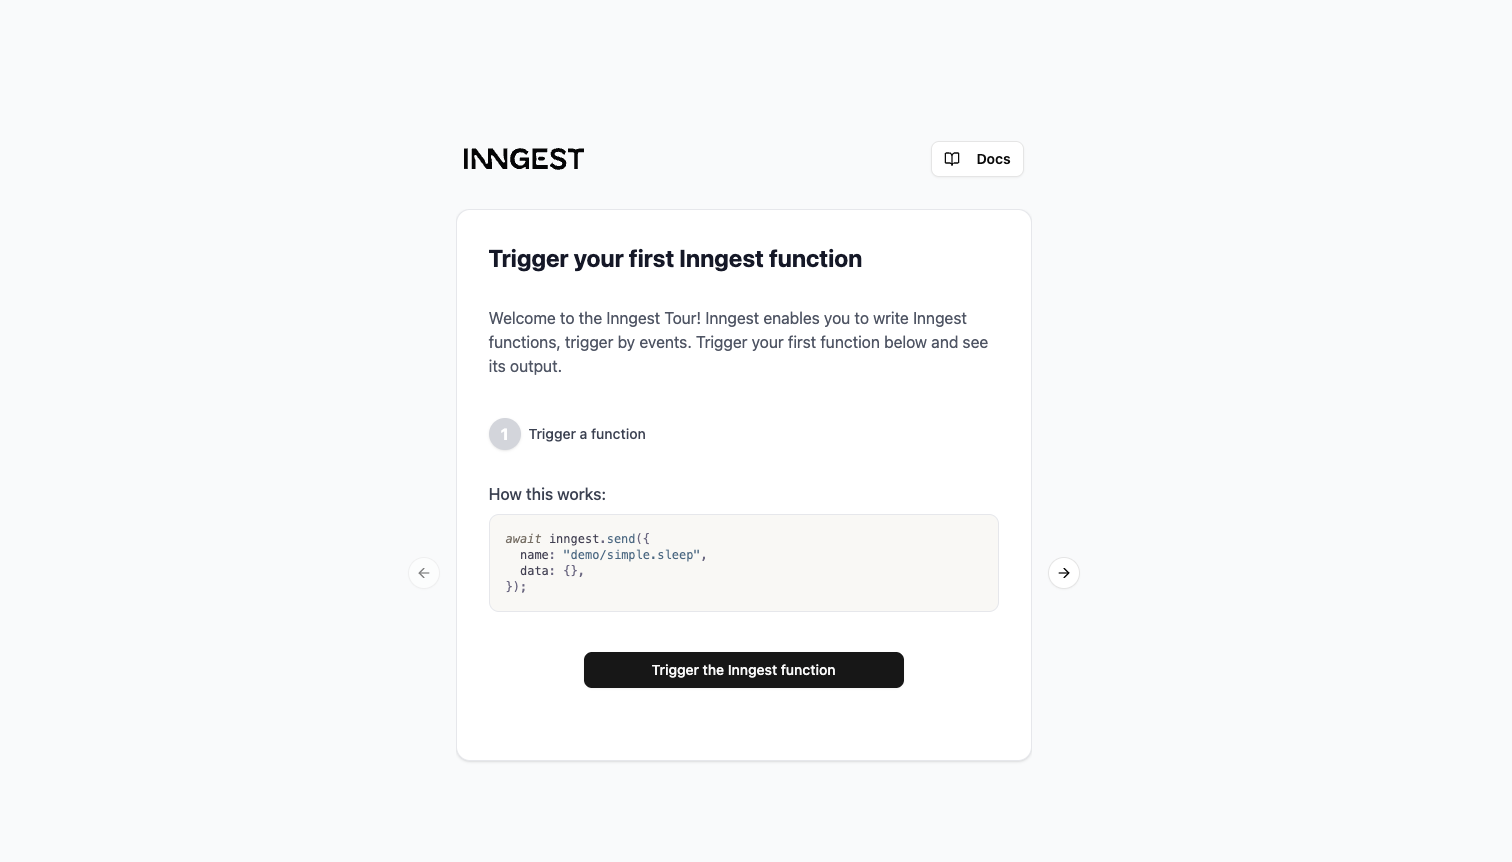 INNGEST
Docs
Trigger your first Inngest function
Welcome to the Inngest Tour! Inngest enables you to write Inngest
functions, trigger by events. Trigger your first function below and see
its output.
1 Trigger a function
How this works:
await inngest.send({
  name: "demo/simple.sleep",
  data: {},
});
Trigger the Inngest function